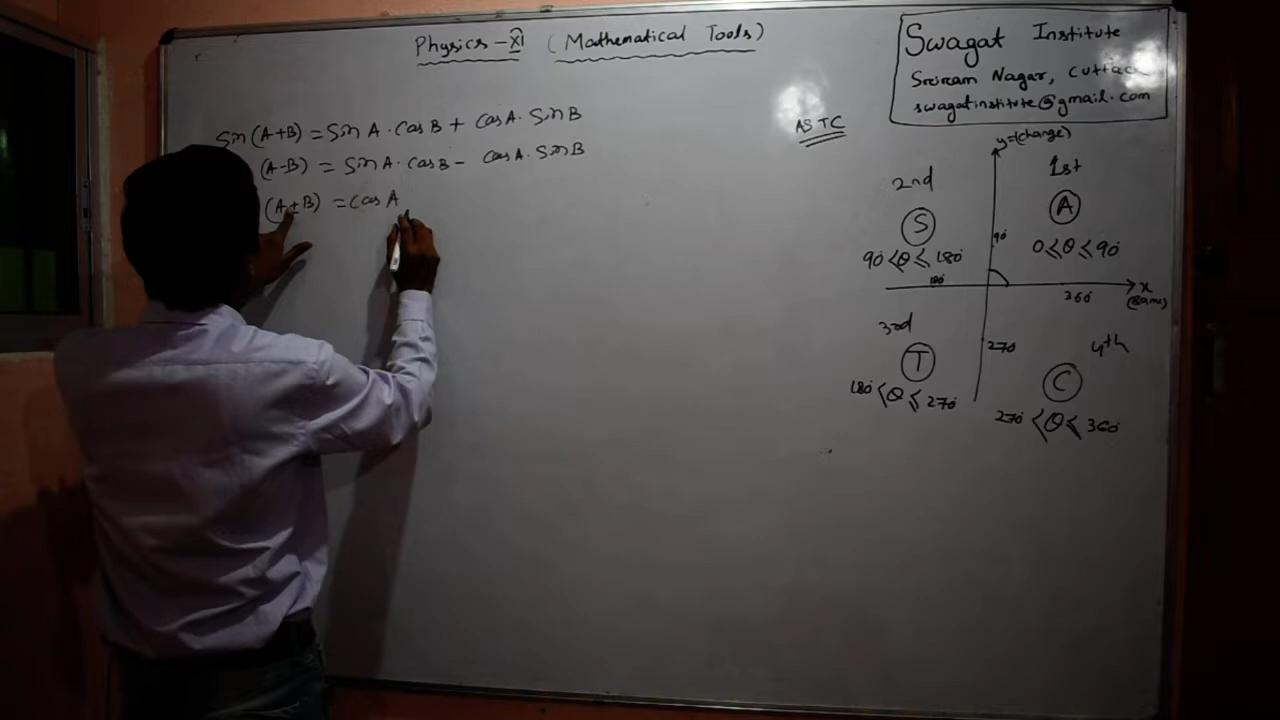 Physics - XI (Mathematical Tools)
Swagat Institute
Sriram Nagar, Cuttack
swagatinstitute@gmail.com
Sin (A+B) = Sin A . Cos B + Cos A . Sin B
(A-B) = Sin A . Cos B - Cos A . Sin B
(A±B) = Cos A
ASTC
y=(change)
2nd
1st
S
A
90° ≤ θ ≤ 180°
90°
0 ≤ θ ≤ 90°
180°
360°
x
(same)
3rd
270°
4th
T
C
180° ≤ θ ≤ 270°
270° ≤ θ ≤ 360°